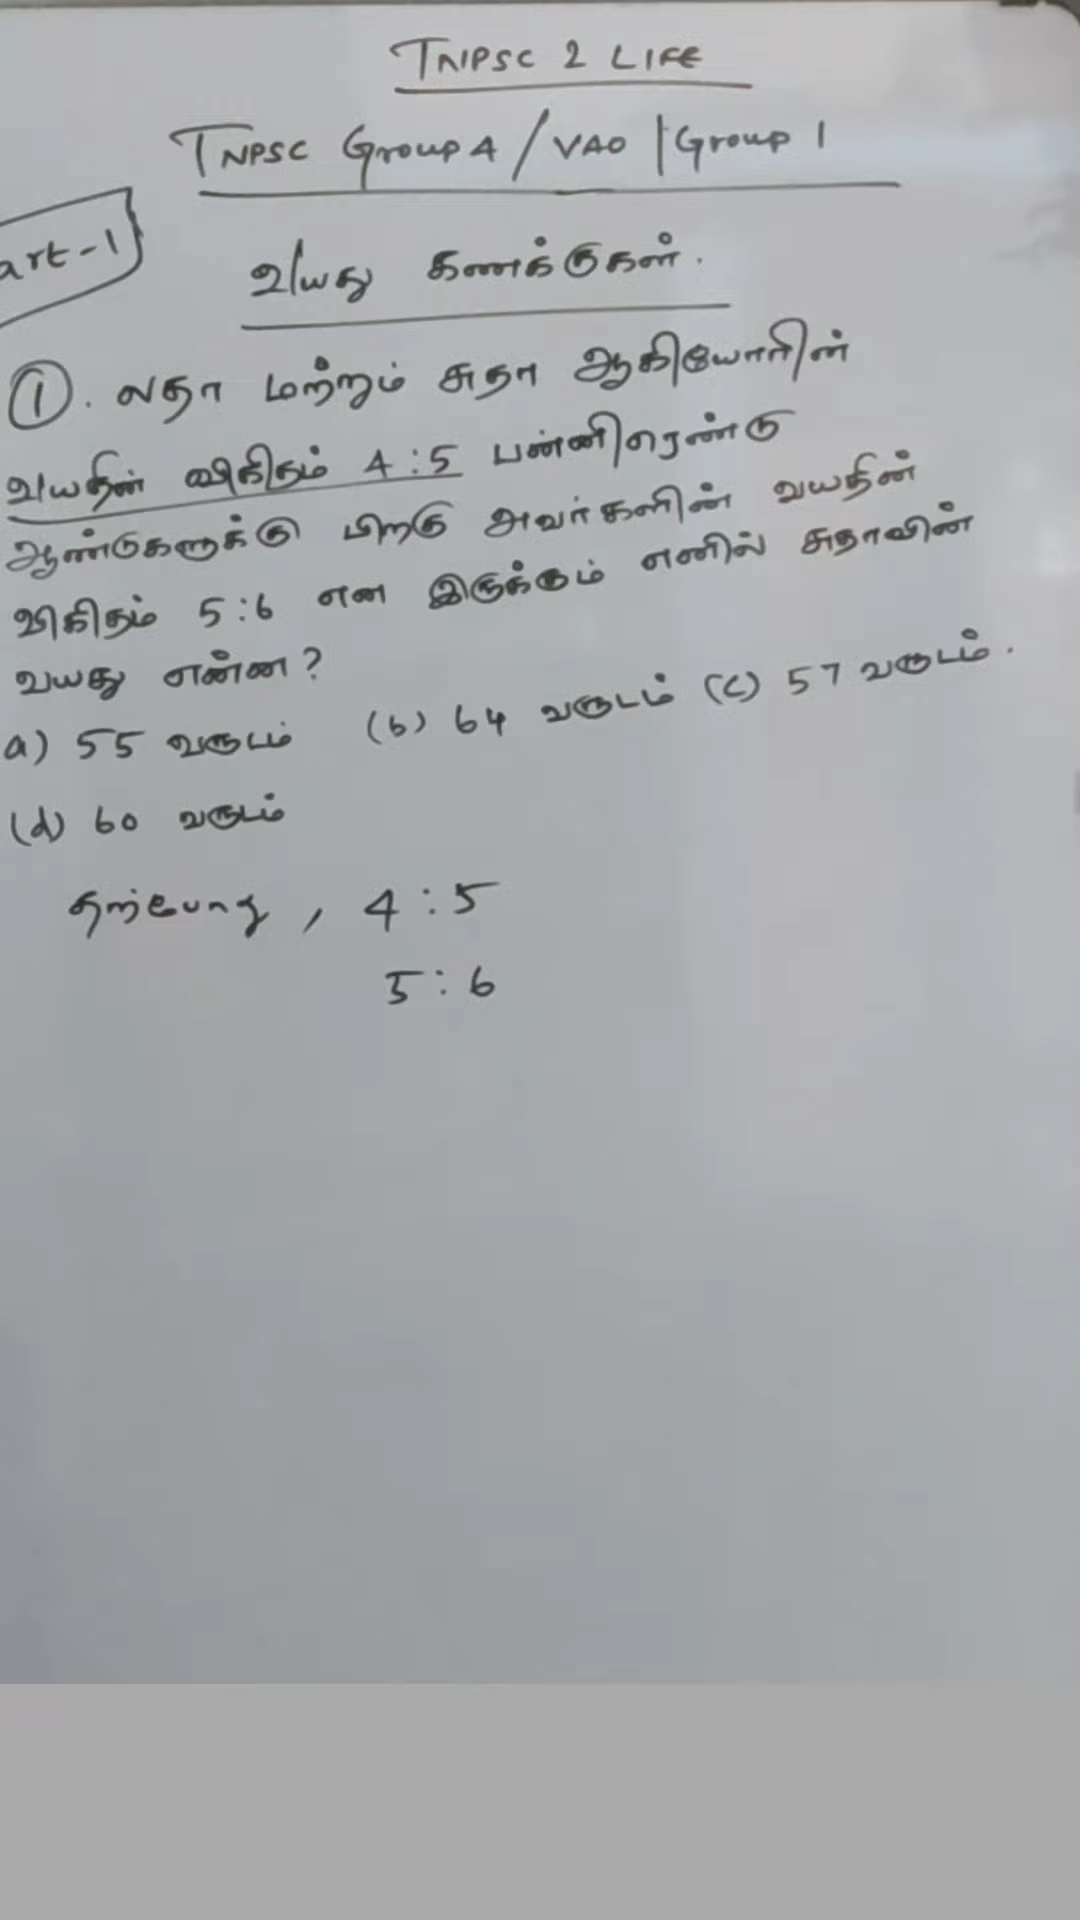 TNPSC 2 LIFE
TNPSC Group 4 / VAO | Group 1
art-1
வயது கணக்குகள்.
①. லதா மற்றும் சுதா ஆகியோரின்
வயதின் விகிதம் 4:5 பன்னிரெண்டு
ஆண்டுகளுக்கு பிறகு அவர்களின் வயதின்
விகிதம் 5:6 என இருக்கும் எனில் சுதாவின்
வயது என்ன?
a) 55 வருடம் (b) 64 வருடம் (c) 57 வருடம்.
(d) 60 வருடம்
தற்போது, 4:5
5:6